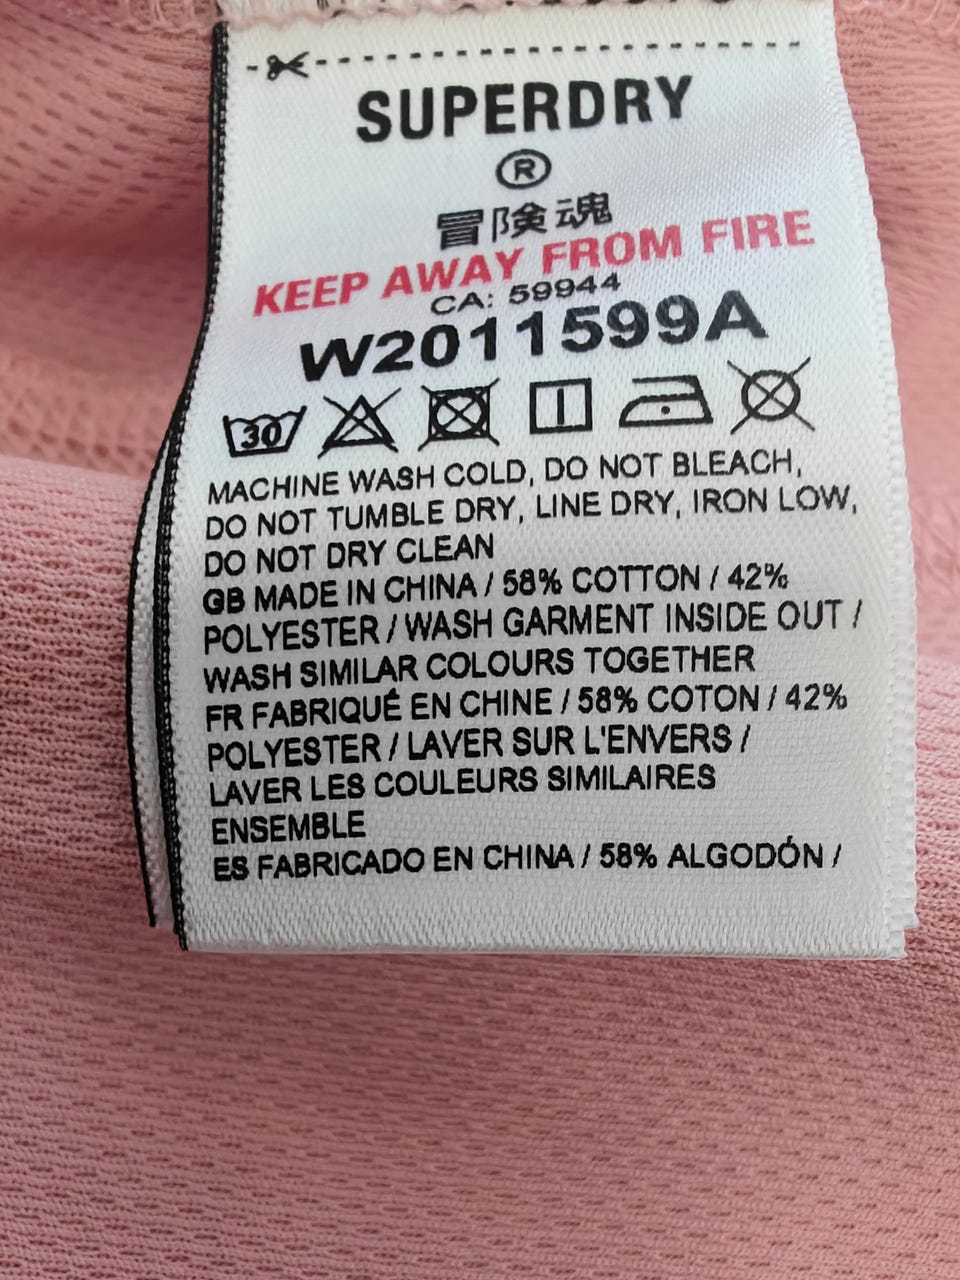 SUPERDRY
®
冒険魂
KEEP AWAY FROM FIRE
CA: 59944
W2011599A
30
MACHINE WASH COLD, DO NOT BLEACH,
DO NOT TUMBLE DRY, LINE DRY, IRON LOW,
DO NOT DRY CLEAN
GB MADE IN CHINA / 58% COTTON / 42%
POLYESTER / WASH GARMENT INSIDE OUT /
WASH SIMILAR COLOURS TOGETHER
FR FABRIQUÉ EN CHINE / 58% COTON / 42%
POLYESTER / LAVER SUR L'ENVERS /
LAVER LES COULEURS SIMILAIRES
ENSEMBLE
ES FABRICADO EN CHINA / 58% ALGODÓN /